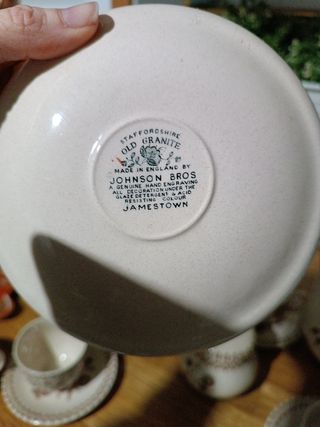 STAFFORDSHIRE
OLD GRANITE
MADE IN ENGLAND BY
JOHNSON BROS
A GENUINE HAND ENGRAVING
ALL DECORATION UNDER THE
GLAZE DETERGENT & ACID
RESISTING COLOUR
JAMESTOWN